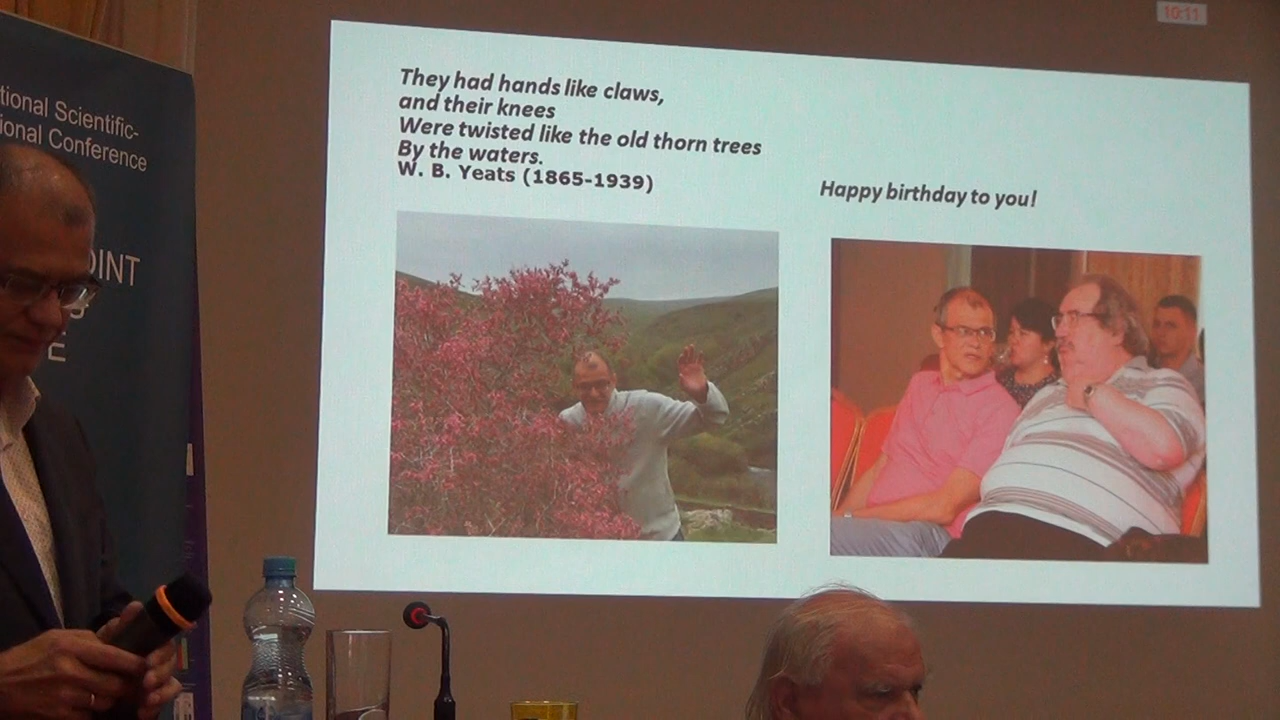 tional Scientific-
ional Conference
OINT
E
10:11
They had hands like claws,
and their knees
Were twisted like the old thorn trees
By the waters.
W. B. Yeats (1865-1939)
Happy birthday to you!